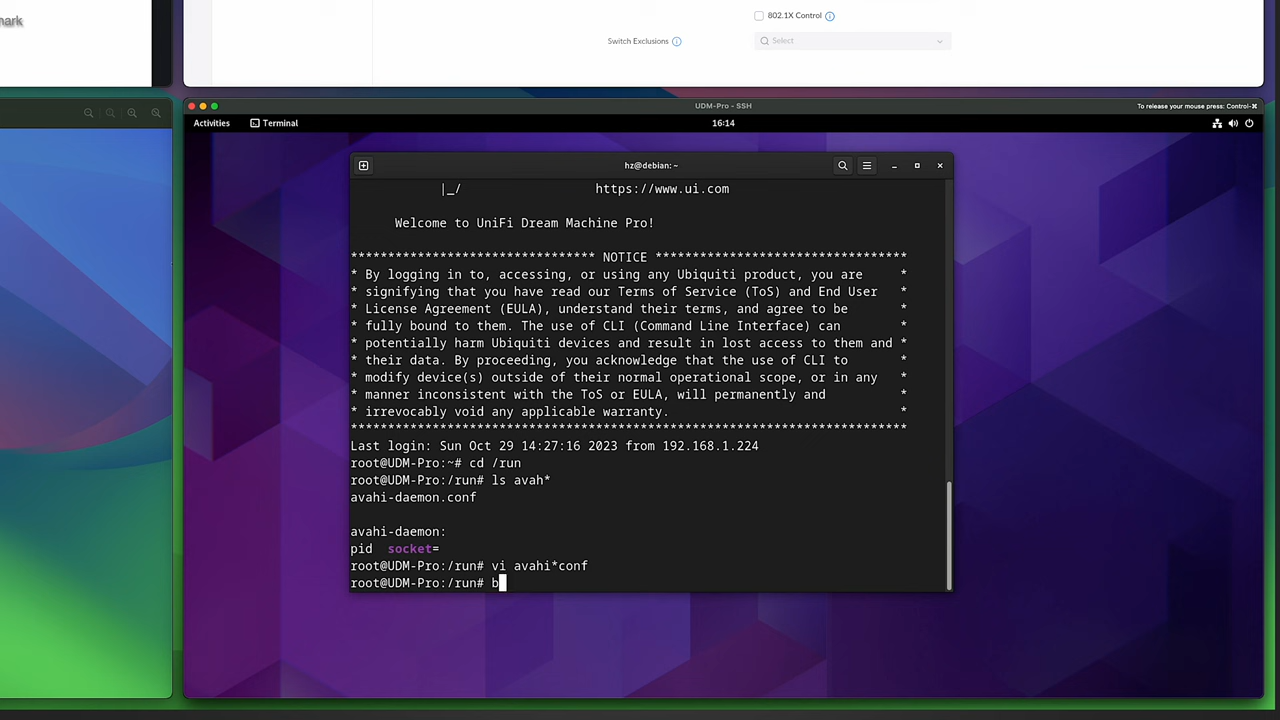 mark
802.1X Control
Switch Exclusions
Select
UDM-Pro - SSH
To release your mouse press: Control-⌘
Activities
Terminal
16:14
hz@debian: ~
|_/ https://www.ui.com
Welcome to UniFi Dream Machine Pro!
******************************** NOTICE **********************************
* By logging in to, accessing, or using any Ubiquiti product, you are *
* signifying that you have read our Terms of Service (ToS) and End User *
* License Agreement (EULA), understand their terms, and agree to be *
* fully bound to them. The use of CLI (Command Line Interface) can *
* potentially harm Ubiquiti devices and result in lost access to them and *
* their data. By proceeding, you acknowledge that the use of CLI to *
* modify device(s) outside of their normal operational scope, or in any *
* manner inconsistent with the ToS or EULA, will permanently and *
* irrevocably void any applicable warranty. *
***************************************************************************
Last login: Sun Oct 29 14:27:16 2023 from 192.168.1.224
root@UDM-Pro:~# cd /run
root@UDM-Pro:/run# ls avah*
avahi-daemon.conf
avahi-daemon:
pid socket=
root@UDM-Pro:/run# vi avahi*conf
root@UDM-Pro:/run# b